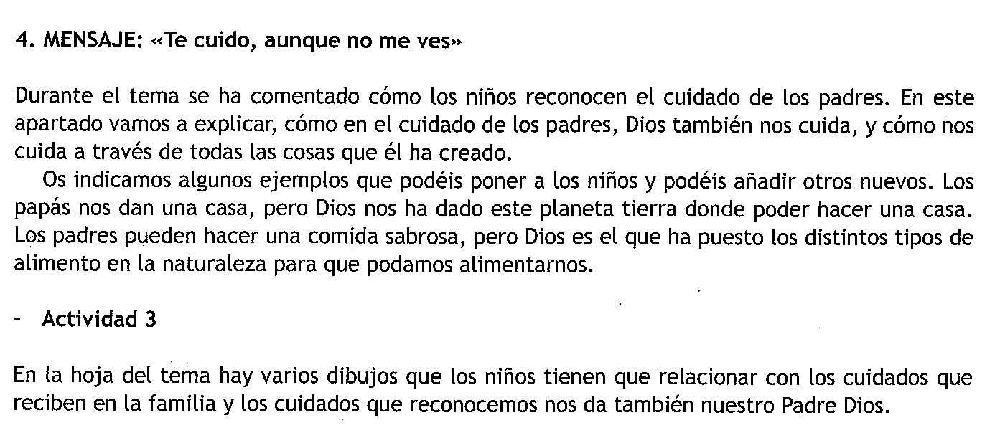 4. MENSAJE: «Te cuido, aunque no me ves»
Durante el tema se ha comentado cómo los niños reconocen el cuidado de los padres. En este
apartado vamos a explicar, cómo en el cuidado de los padres, Dios también nos cuida, y cómo nos
cuida a través de todas las cosas que él ha creado.
Os indicamos algunos ejemplos que podéis poner a los niños y podéis añadir otros nuevos. Los
papás nos dan una casa, pero Dios nos ha dado este planeta tierra donde poder hacer una casa.
Los padres pueden hacer una comida sabrosa, pero Dios es el que ha puesto los distintos tipos de
alimento en la naturaleza para que podamos alimentarnos.
- Actividad 3
En la hoja del tema hay varios dibujos que los niños tienen que relacionar con los cuidados que
reciben en la familia y los cuidados que reconocemos nos da también nuestro Padre Dios.